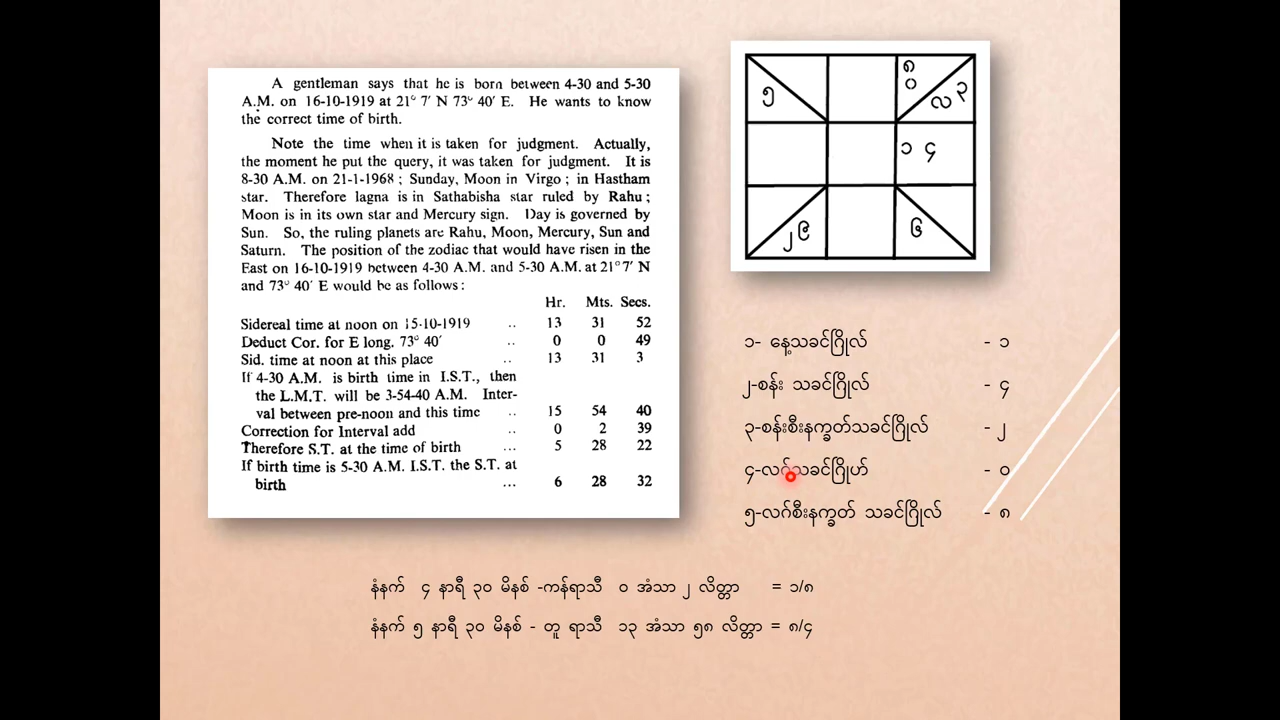 A gentleman says that he is born between 4-30 and 5-30
A.M. on 16-10-1919 at 21° 7′ N 73° 40′ E. He wants to know
the correct time of birth.
Note the time when it is taken for judgment. Actually,
the moment he put the query, it was taken for judgment. It is
8-30 A.M. on 21-1-1968 ; Sunday, Moon in Virgo ; in Hastham
star. Therefore lagna is in Sathabisha star ruled by Rahu ;
Moon is in its own star and Mercury sign. Day is governed by
Sun. So, the ruling planets are Rahu, Moon, Mercury, Sun and
Saturn. The position of the zodiac that would have risen in the
East on 16-10-1919 between 4-30 A.M. and 5-30 A.M. at 21° 7′ N
and 73° 40′ E would be as follows :
Hr. Mts. Secs.
Sidereal time at noon on 15-10-1919 .. 13 31 52
Deduct Cor. for E long. 73° 40′ .. 0 0 49
Sid. time at noon at this place .. 13 31 3
If 4-30 A.M. is birth time in I.S.T., then
the L.M.T. will be 3-54-40 A.M. Inter-
val between pre-noon and this time .. 15 54 40
Correction for Interval add .. 0 2 39
Therefore S.T. at the time of birth ... 5 28 22
If birth time is 5-30 A.M. I.S.T. the S.T. at
birth ... 6 28 32
၈
၀
၅ လ ၃
၁ ၄
၂ ၉ ၆
၁- နေ့သခင်ဂြိုလ် - ၁
၂-စန်း သခင်ဂြိုလ် - ၄
၃-စန်းစီးနက္ခတ်သခင်ဂြိုလ် - ၂
၄-လဂ်သခင်ဂြိုဟ် - ၀
၅-လဂ်စီးနက္ခတ် သခင်ဂြိုလ် - ၈
နံနက် ၄ နာရီ ၃၀ မိနစ် -ကန်ရာသီ ၀ အံသာ ၂ လိတ္တာ = ၁/၈
နံနက် ၅ နာရီ ၃၀ မိနစ် - တူ ရာသီ ၁၃ အံသာ ၅၈ လိတ္တာ = ၈/၄